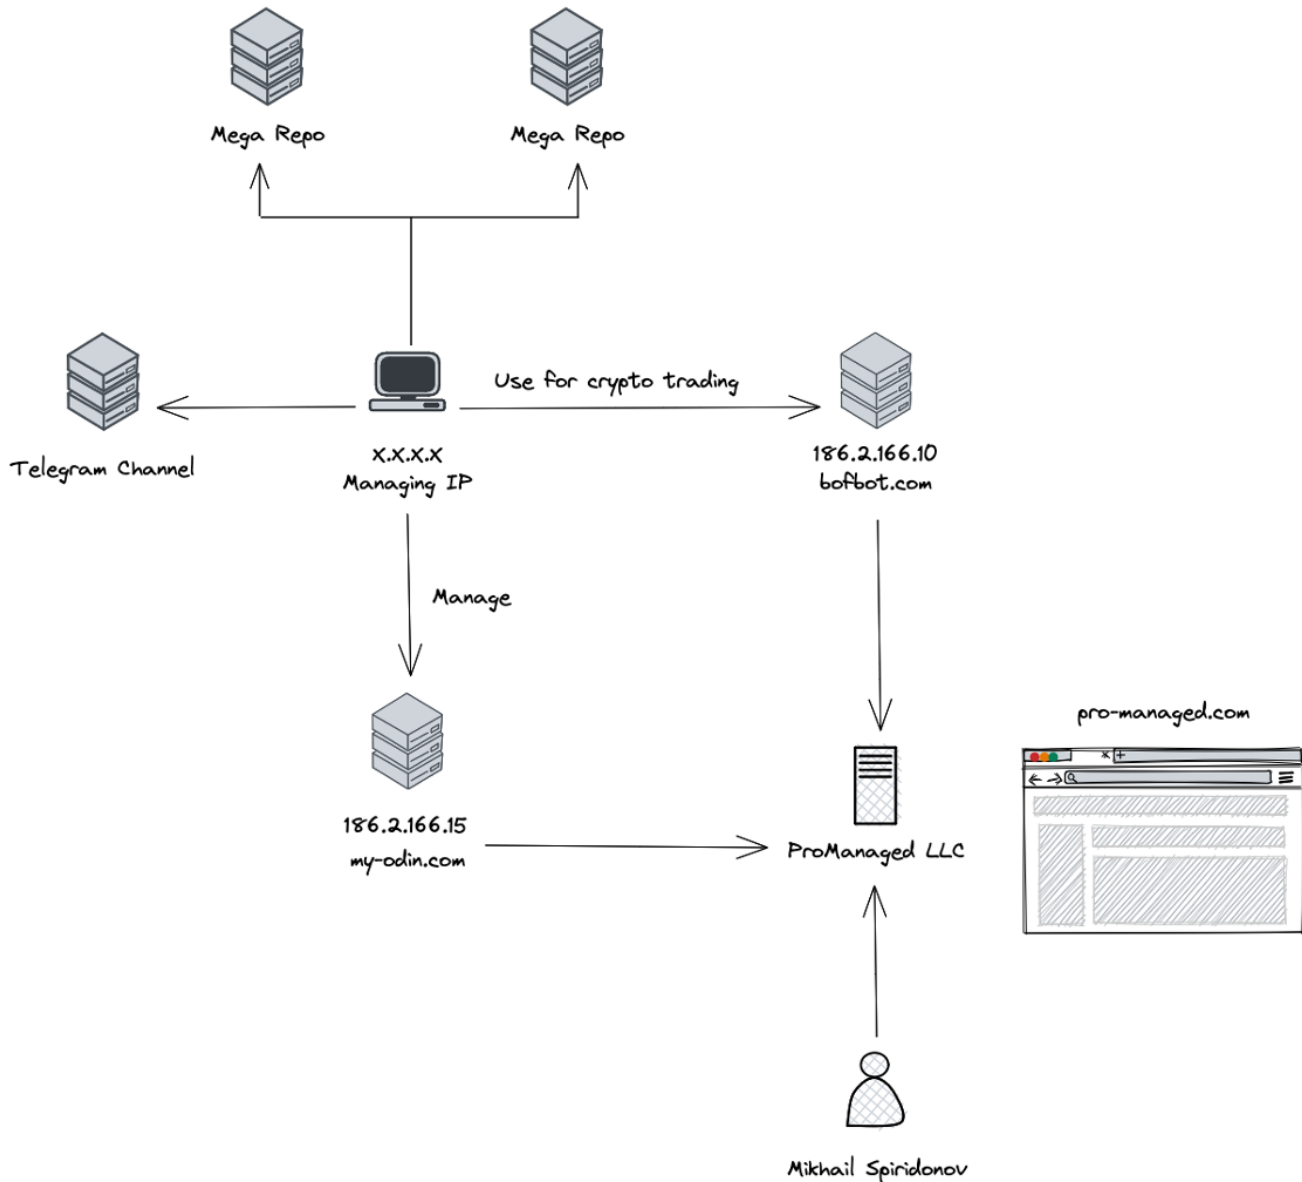 Mega Repo
Mega Repo
Use for crypto trading
Telegram Channel
X.X.X.X
Managing IP
186.2.166.10
bofbot.com
Manage
pro-managed.com
186.2.166.15
my-odin.com
ProManaged LLC
Mikhail Spiridonov